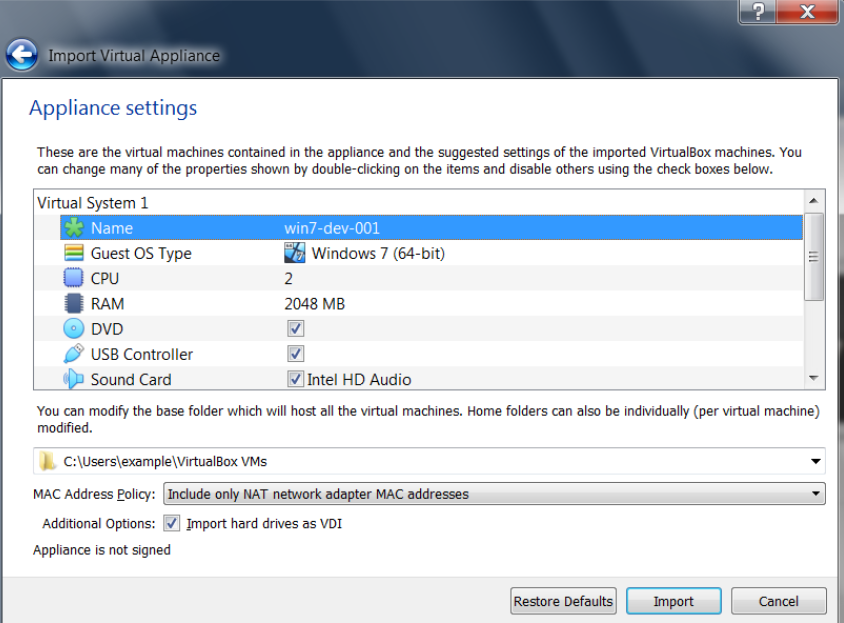 ?
Import Virtual Appliance
Appliance settings
These are the virtual machines contained in the appliance and the suggested settings of the imported VirtualBox machines. You
can change many of the properties shown by double-clicking on the items and disable others using the check boxes below.
Virtual System 1
Name win7-dev-001
Guest OS Type Windows 7 (64-bit)
CPU 2
RAM 2048 MB
DVD
USB Controller
Sound Card Intel HD Audio
You can modify the base folder which will host all the virtual machines. Home folders can also be individually (per virtual machine)
modified.
C:\Users\example\VirtualBox VMs
MAC Address Policy: Include only NAT network adapter MAC addresses
Additional Options: Import hard drives as VDI
Appliance is not signed
Restore Defaults Import Cancel